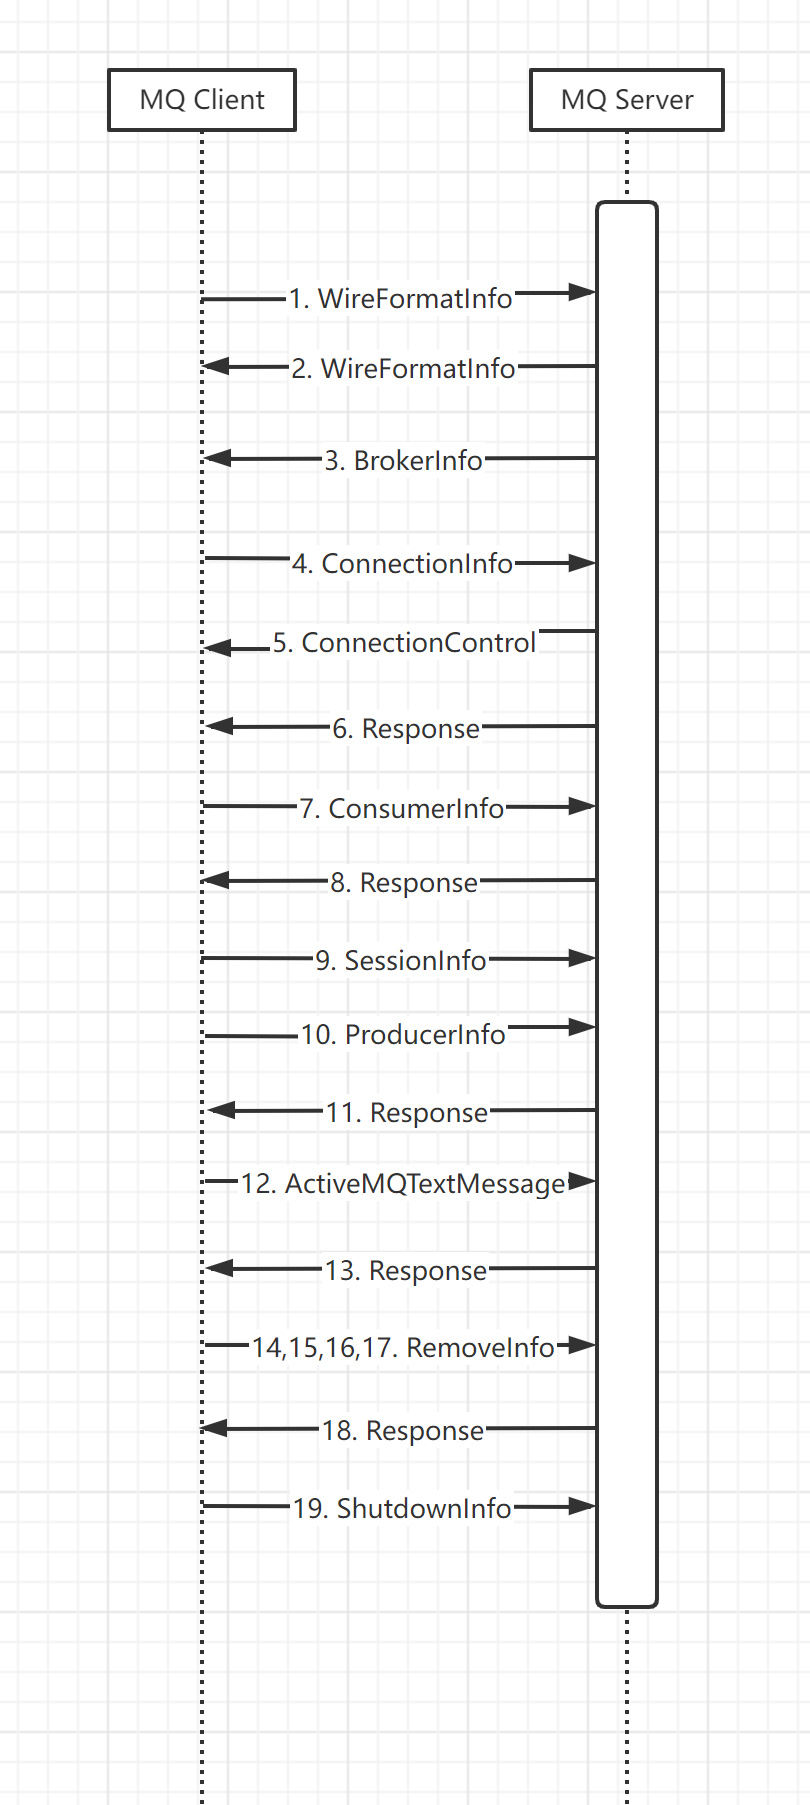 MQ Client
MQ Server
1. WireFormatInfo
2. WireFormatInfo
3. BrokerInfo
4. ConnectionInfo
5. ConnectionControl
6. Response
7. ConsumerInfo
8. Response
9. SessionInfo
10. ProducerInfo
11. Response
12. ActiveMQTextMessage
13. Response
14,15,16,17. RemoveInfo
18. Response
19. ShutdownInfo